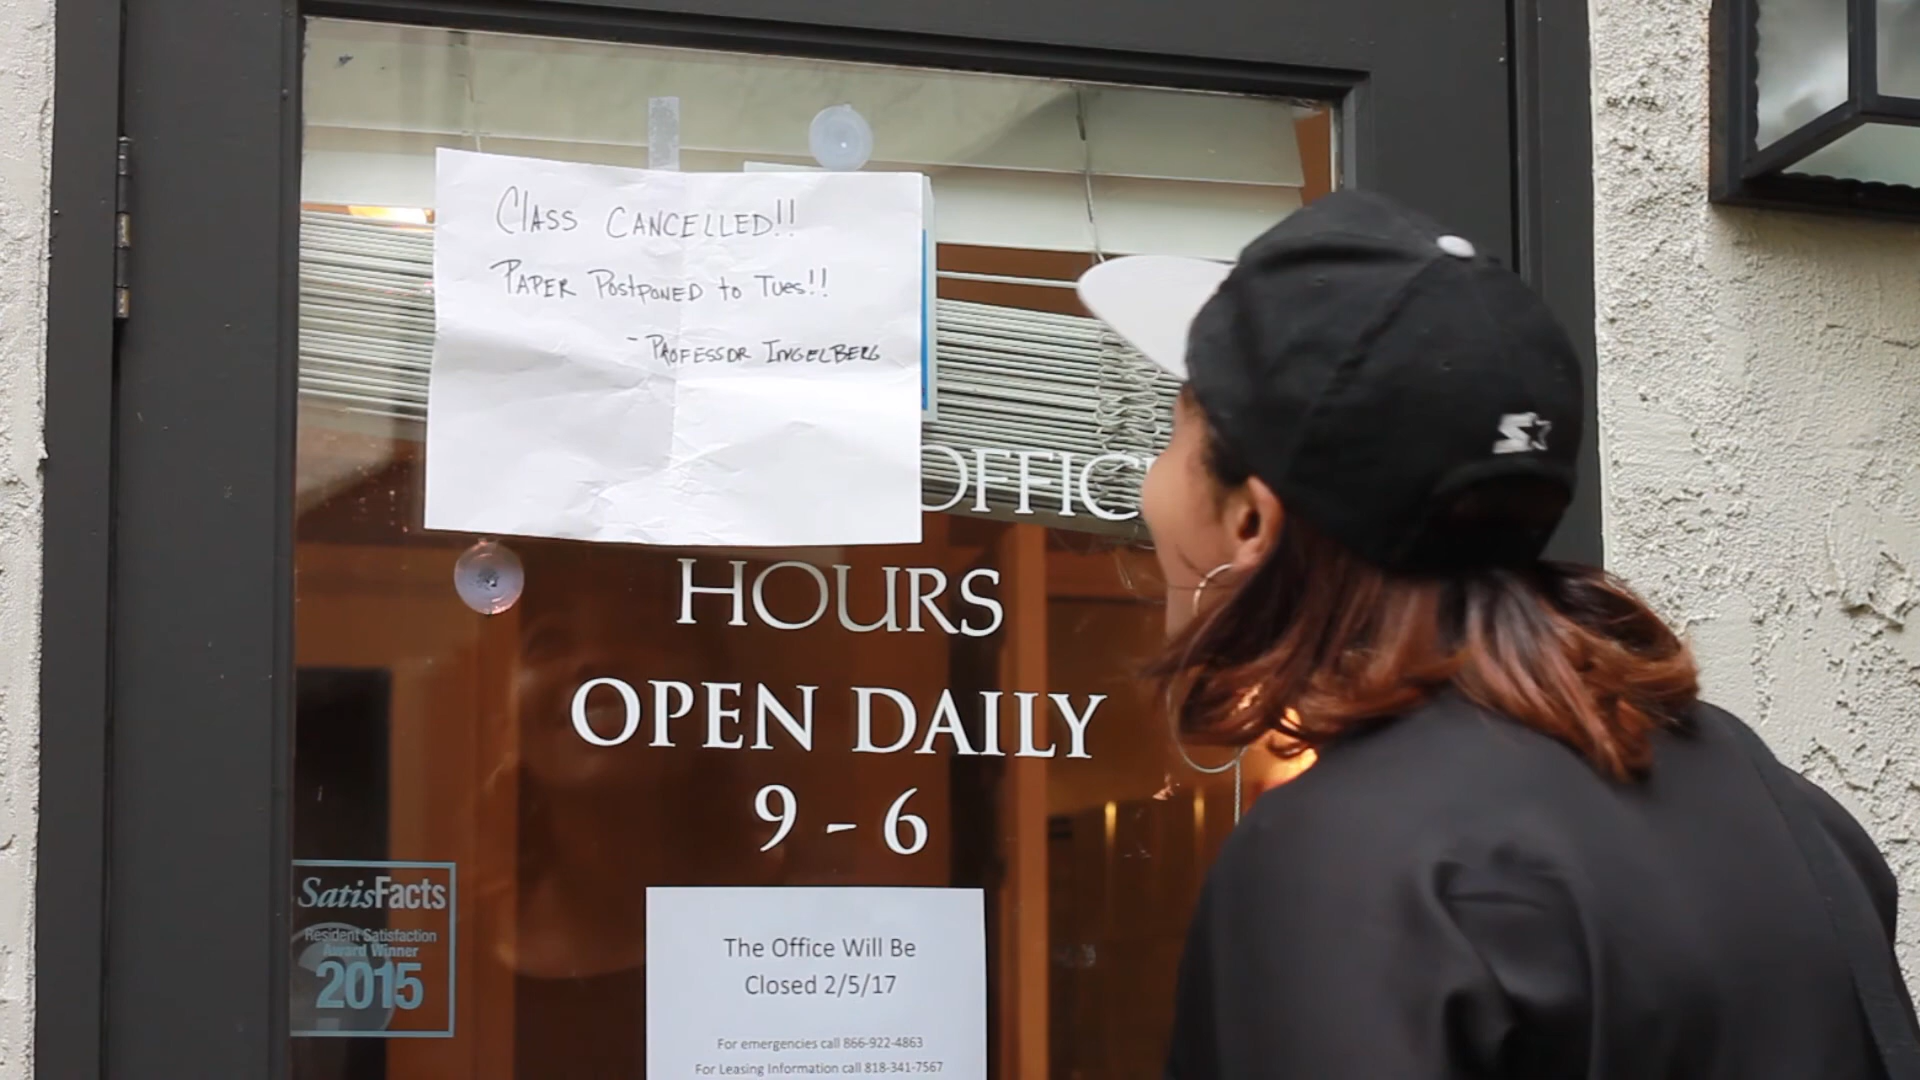 Class Cancelled!!
Paper Postponed to Tues!!
- Professor Ingelberg
OFFIC
HOURS
OPEN DAILY
9 - 6
SatisFacts
Resident Satisfaction
Award Winner
2015
The Office Will Be
Closed 2/5/17
For emergencies call 866-922-4863
For Leasing Information call 818-341-7567